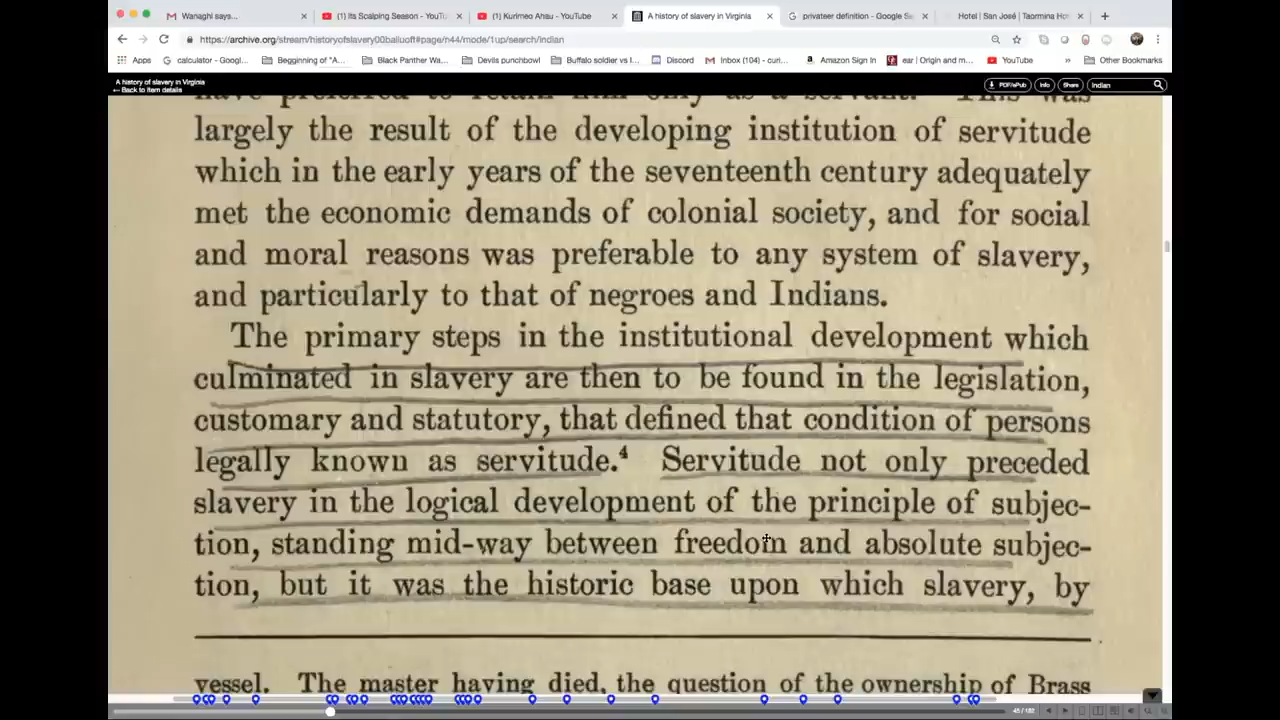 Wanaghi says...
(1) Its Scalping Season - YouTu
(1) Kurimeo Ahau - YouTube
A history of slavery in Virginia
privateer definition - Google Se
Hotel | San José | Taormina Ho
https://archive.org/stream/historyofslavery00balluoft#page/n44/mode/1up/search/Indian
Apps
calculator - Googl...
Begginning of "A...
Black Panther Wa...
Devils punchbowl
Buffalo soldier vs I...
Discord
Inbox (104) - curi...
Amazon Sign In
ear | Origin and m...
YouTube
Other Bookmarks
A history of slavery in Virginia
← Back to item details
PDF/ePub
Info
Share
Indian
largely the result of the developing institution of servitude
which in the early years of the seventeenth century adequately
met the economic demands of colonial society, and for social
and moral reasons was preferable to any system of slavery,
and particularly to that of negroes and Indians.
The primary steps in the institutional development which
culminated in slavery are then to be found in the legislation,
customary and statutory, that defined that condition of persons
legally known as servitude.⁴ Servitude not only preceded
slavery in the logical development of the principle of subjec-
tion, standing mid-way between freedom and absolute subjec-
tion, but it was the historic base upon which slavery, by
vessel. The master having died, the question of the ownership of Brass